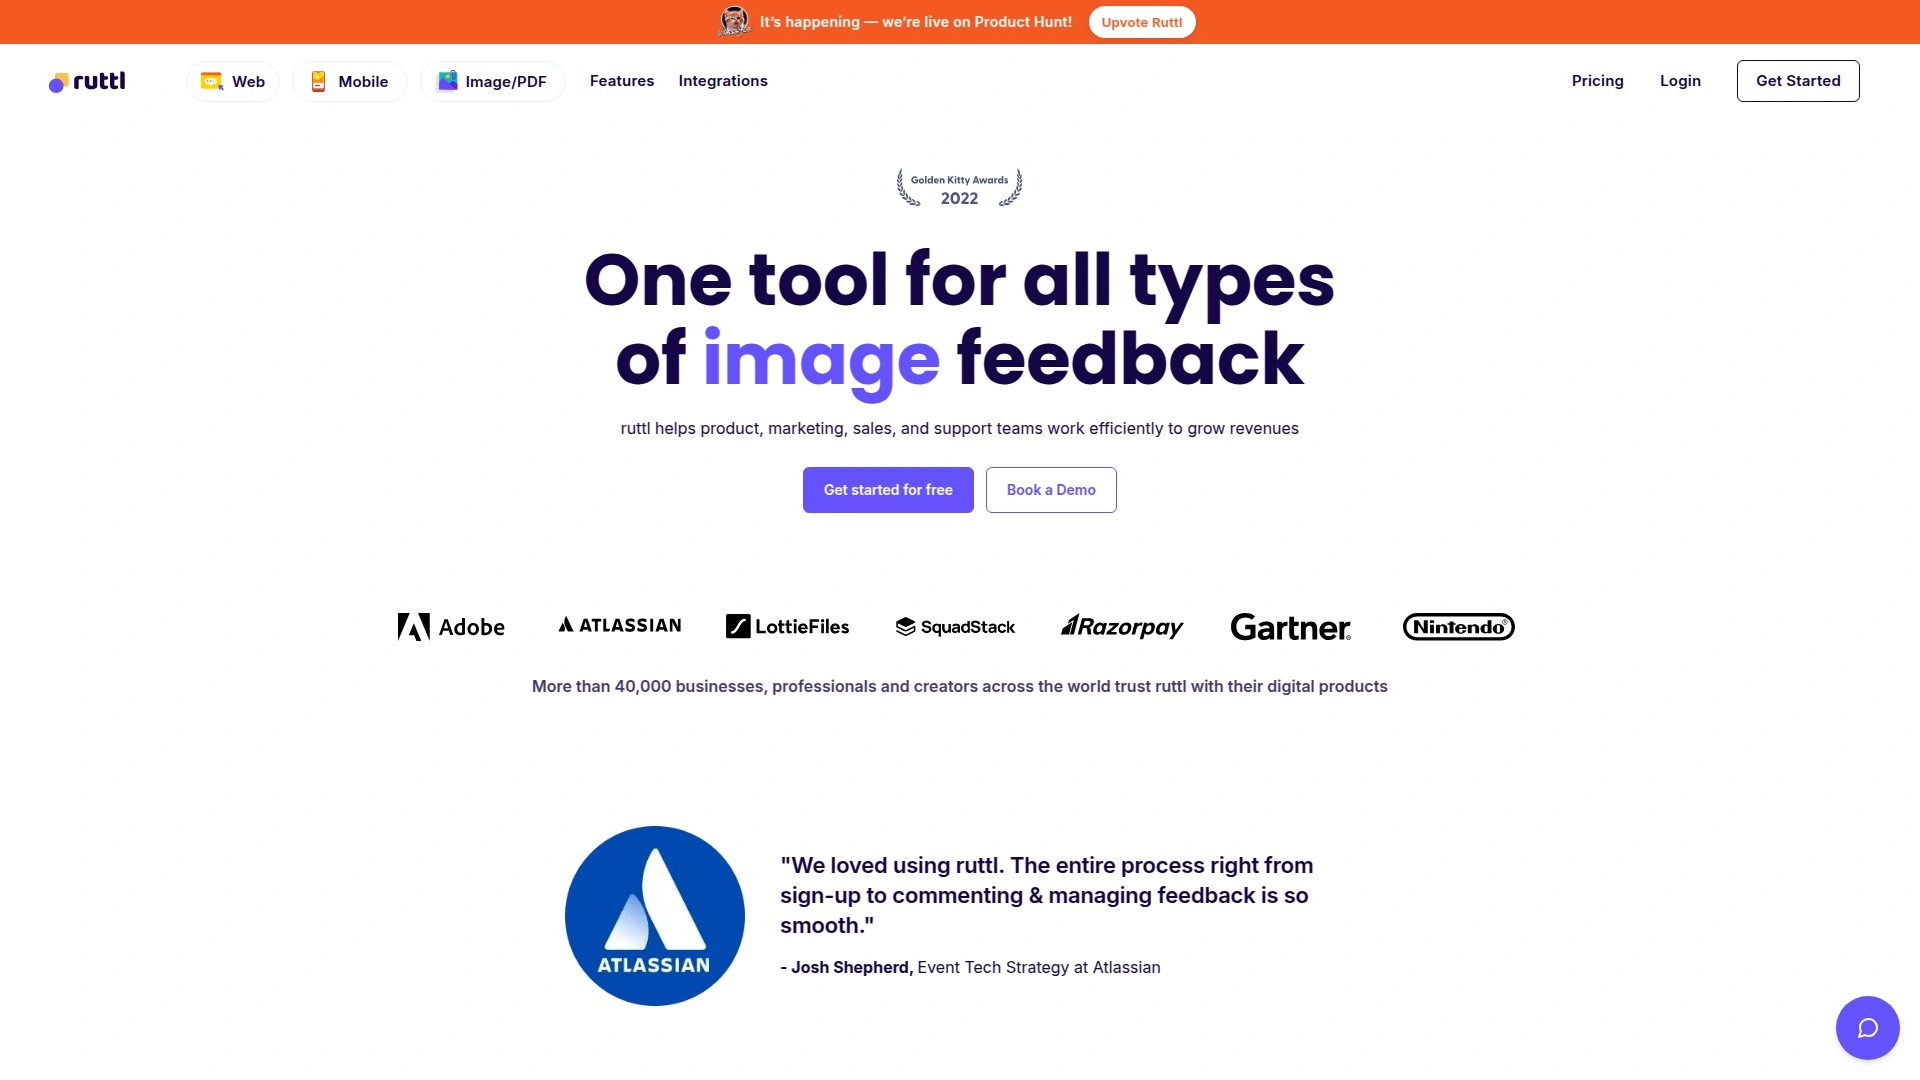 It’s happening — we’re live on Product Hunt!
Upvote Ruttl
ruttl
Web
Mobile
Image/PDF
Features
Integrations
Pricing
Login
Get Started
Golden Kitty Awards
2022
One tool for all types
of image feedback
ruttl helps product, marketing, sales, and support teams work efficiently to grow revenues
Get started for free
Book a Demo
Adobe
ATLASSIAN
LottieFiles
SquadStack
Razorpay
Gartner®
Nintendo®
More than 40,000 businesses, professionals and creators across the world trust ruttl with their digital products
ATLASSIAN
"We loved using ruttl. The entire process right from
sign-up to commenting & managing feedback is so
smooth."
- Josh Shepherd, Event Tech Strategy at Atlassian